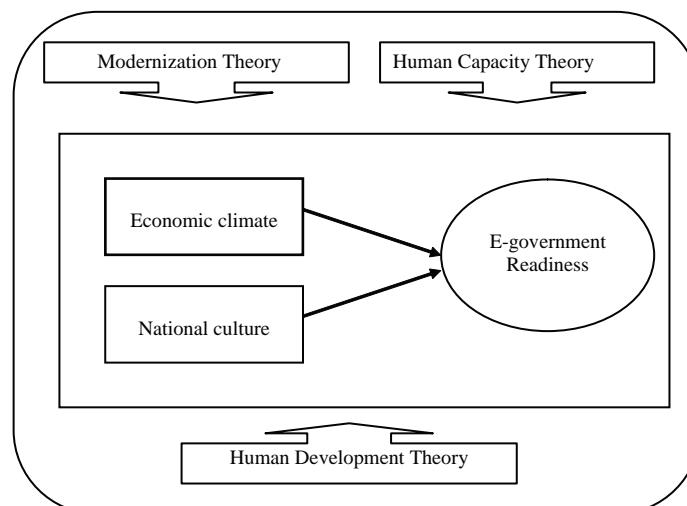 Modernization Theory
Human Capacity Theory
Economic climate
E-government
Readiness
National culture
Human Development Theory